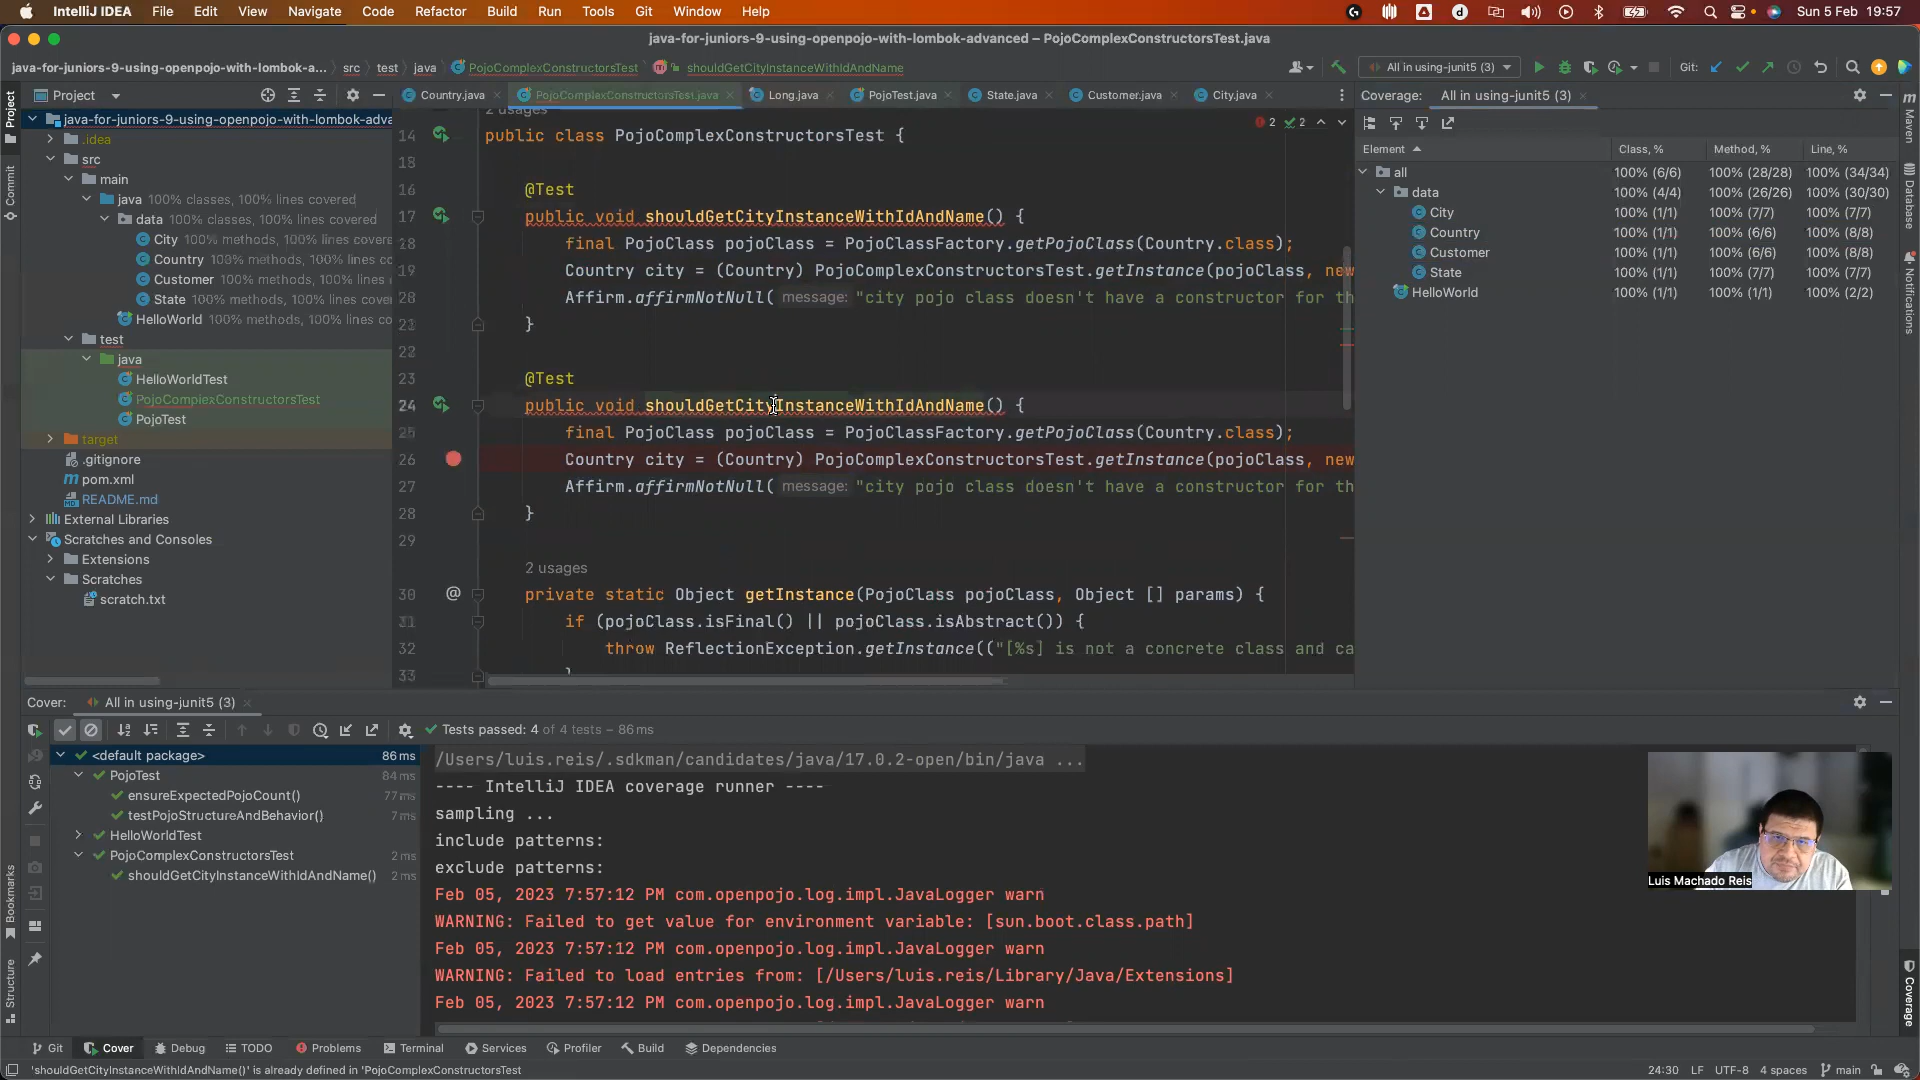 IntelliJ IDEA File Edit View Navigate Code Refactor Build Run Tools Git Window Help Sun 5 Feb 19:57
java-for-juniors-9-using-openpojo-with-lombok-advanced – PojoComplexConstructorsTest.java
java-for-juniors-9-using-openpojo-with-lombok-a... src test java PojoComplexConstructorsTest shouldGetCityInstanceWithIdAndName All in using-junit5 (3) Git:
Project Country.java PojoComplexConstructorsTest.java Long.java PojoTest.java State.java Customer.java City.java Coverage: All in using-junit5 (3)
java-for-juniors-9-using-openpojo-with-lombok-adva
.idea
src
main
java 100% classes, 100% lines covered
data 100% classes, 100% lines covered
City 100% methods, 100% lines covere
Country 100% methods, 100% lines cov
Customer 100% methods, 100% lines co
State 100% methods, 100% lines covere
HelloWorld 100% methods, 100% lines cov
test
java
HelloWorldTest
PojoComplexConstructorsTest
PojoTest
target
.gitignore
pom.xml
README.md
External Libraries
Scratches and Consoles
Extensions
Scratches
scratch.txt
2 usages
14 public class PojoComplexConstructorsTest {
18
16 @Test
17 public void shouldGetCityInstanceWithIdAndName() {
28 final PojoClass pojoClass = PojoClassFactory.getPojoClass(Country.class);
19 Country city = (Country) PojoComplexConstructorsTest.getInstance(pojoClass, new
28 Affirm.affirmNotNull( message: "city pojo class doesn't have a constructor for th
21 }
22
23 @Test
24 public void shouldGetCityInstanceWithIdAndName() {
25 final PojoClass pojoClass = PojoClassFactory.getPojoClass(Country.class);
26 Country city = (Country) PojoComplexConstructorsTest.getInstance(pojoClass, new
27 Affirm.affirmNotNull( message: "city pojo class doesn't have a constructor for th
28 }
29
2 usages
30 @ private static Object getInstance(PojoClass pojoClass, Object [] params) {
31 if (pojoClass.isFinal() || pojoClass.isAbstract()) {
32 throw ReflectionException.getInstance(("[%s] is not a concrete class and ca
33 }
2 2
Element Class, % Method, % Line, %
all 100% (6/6) 100% (28/28) 100% (34/34)
data 100% (4/4) 100% (26/26) 100% (30/30)
City 100% (1/1) 100% (7/7) 100% (7/7)
Country 100% (1/1) 100% (6/6) 100% (8/8)
Customer 100% (1/1) 100% (6/6) 100% (8/8)
State 100% (1/1) 100% (7/7) 100% (7/7)
HelloWorld 100% (1/1) 100% (1/1) 100% (2/2)
Project
Commit
Bookmarks
Structure
Maven
Database
Notifications
Coverage
Cover: All in using-junit5 (3)
Tests passed: 4 of 4 tests – 86 ms
<default package> 86 ms
PojoTest 84 ms
ensureExpectedPojoCount() 77 ms
testPojoStructureAndBehavior() 7 ms
HelloWorldTest
PojoComplexConstructorsTest 2 ms
shouldGetCityInstanceWithIdAndName() 2 ms
/Users/luis.reis/.sdkman/candidates/java/17.0.2-open/bin/java ...
---- IntelliJ IDEA coverage runner ----
sampling ...
include patterns:
exclude patterns:
Feb 05, 2023 7:57:12 PM com.openpojo.log.impl.JavaLogger warn
WARNING: Failed to get value for environment variable: [sun.boot.class.path]
Feb 05, 2023 7:57:12 PM com.openpojo.log.impl.JavaLogger warn
WARNING: Failed to load entries from: [/Users/luis.reis/Library/Java/Extensions]
Feb 05, 2023 7:57:12 PM com.openpojo.log.impl.JavaLogger warn
Luis Machado Reis
Git Cover Debug TODO Problems Terminal Services Profiler Build Dependencies
'shouldGetCityInstanceWithIdAndName()' is already defined in 'PojoComplexConstructorsTest 24:30 LF UTF-8 4 spaces main